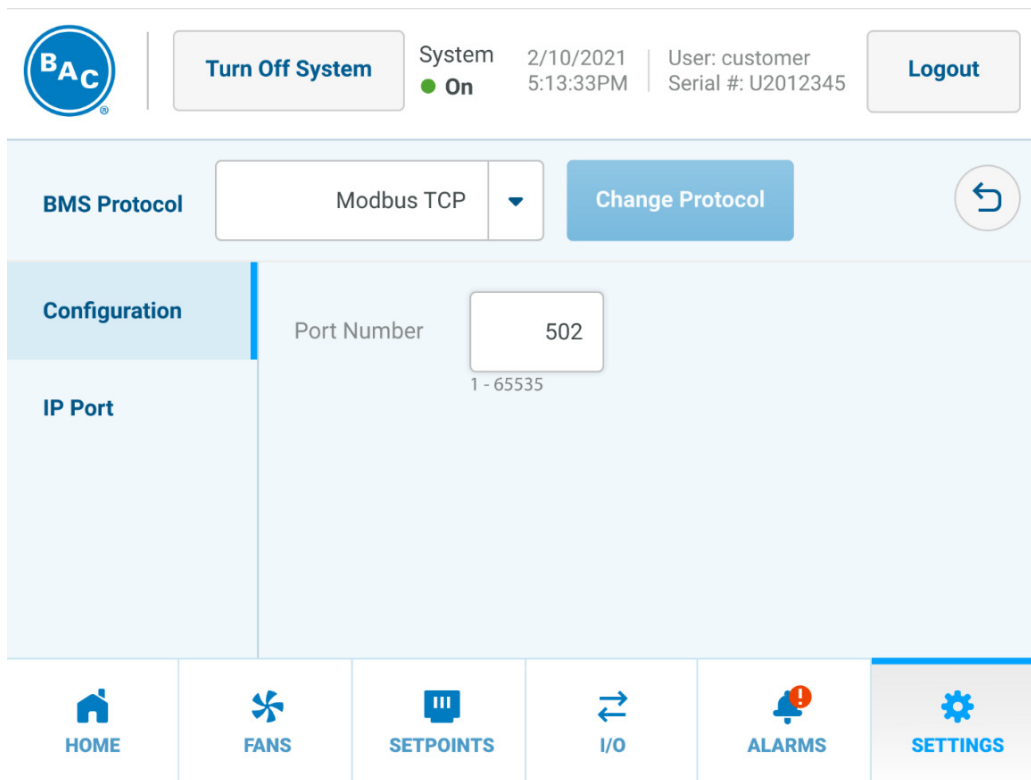 BAC
®
Turn Off System
System
On
2/10/2021
5:13:33PM
User: customer
Serial #: U2012345
Logout
BMS Protocol
Modbus TCP
Change Protocol
Configuration
Port Number
502
1 - 65535
IP Port
HOME
FANS
SETPOINTS
I/O
!
ALARMS
SETTINGS